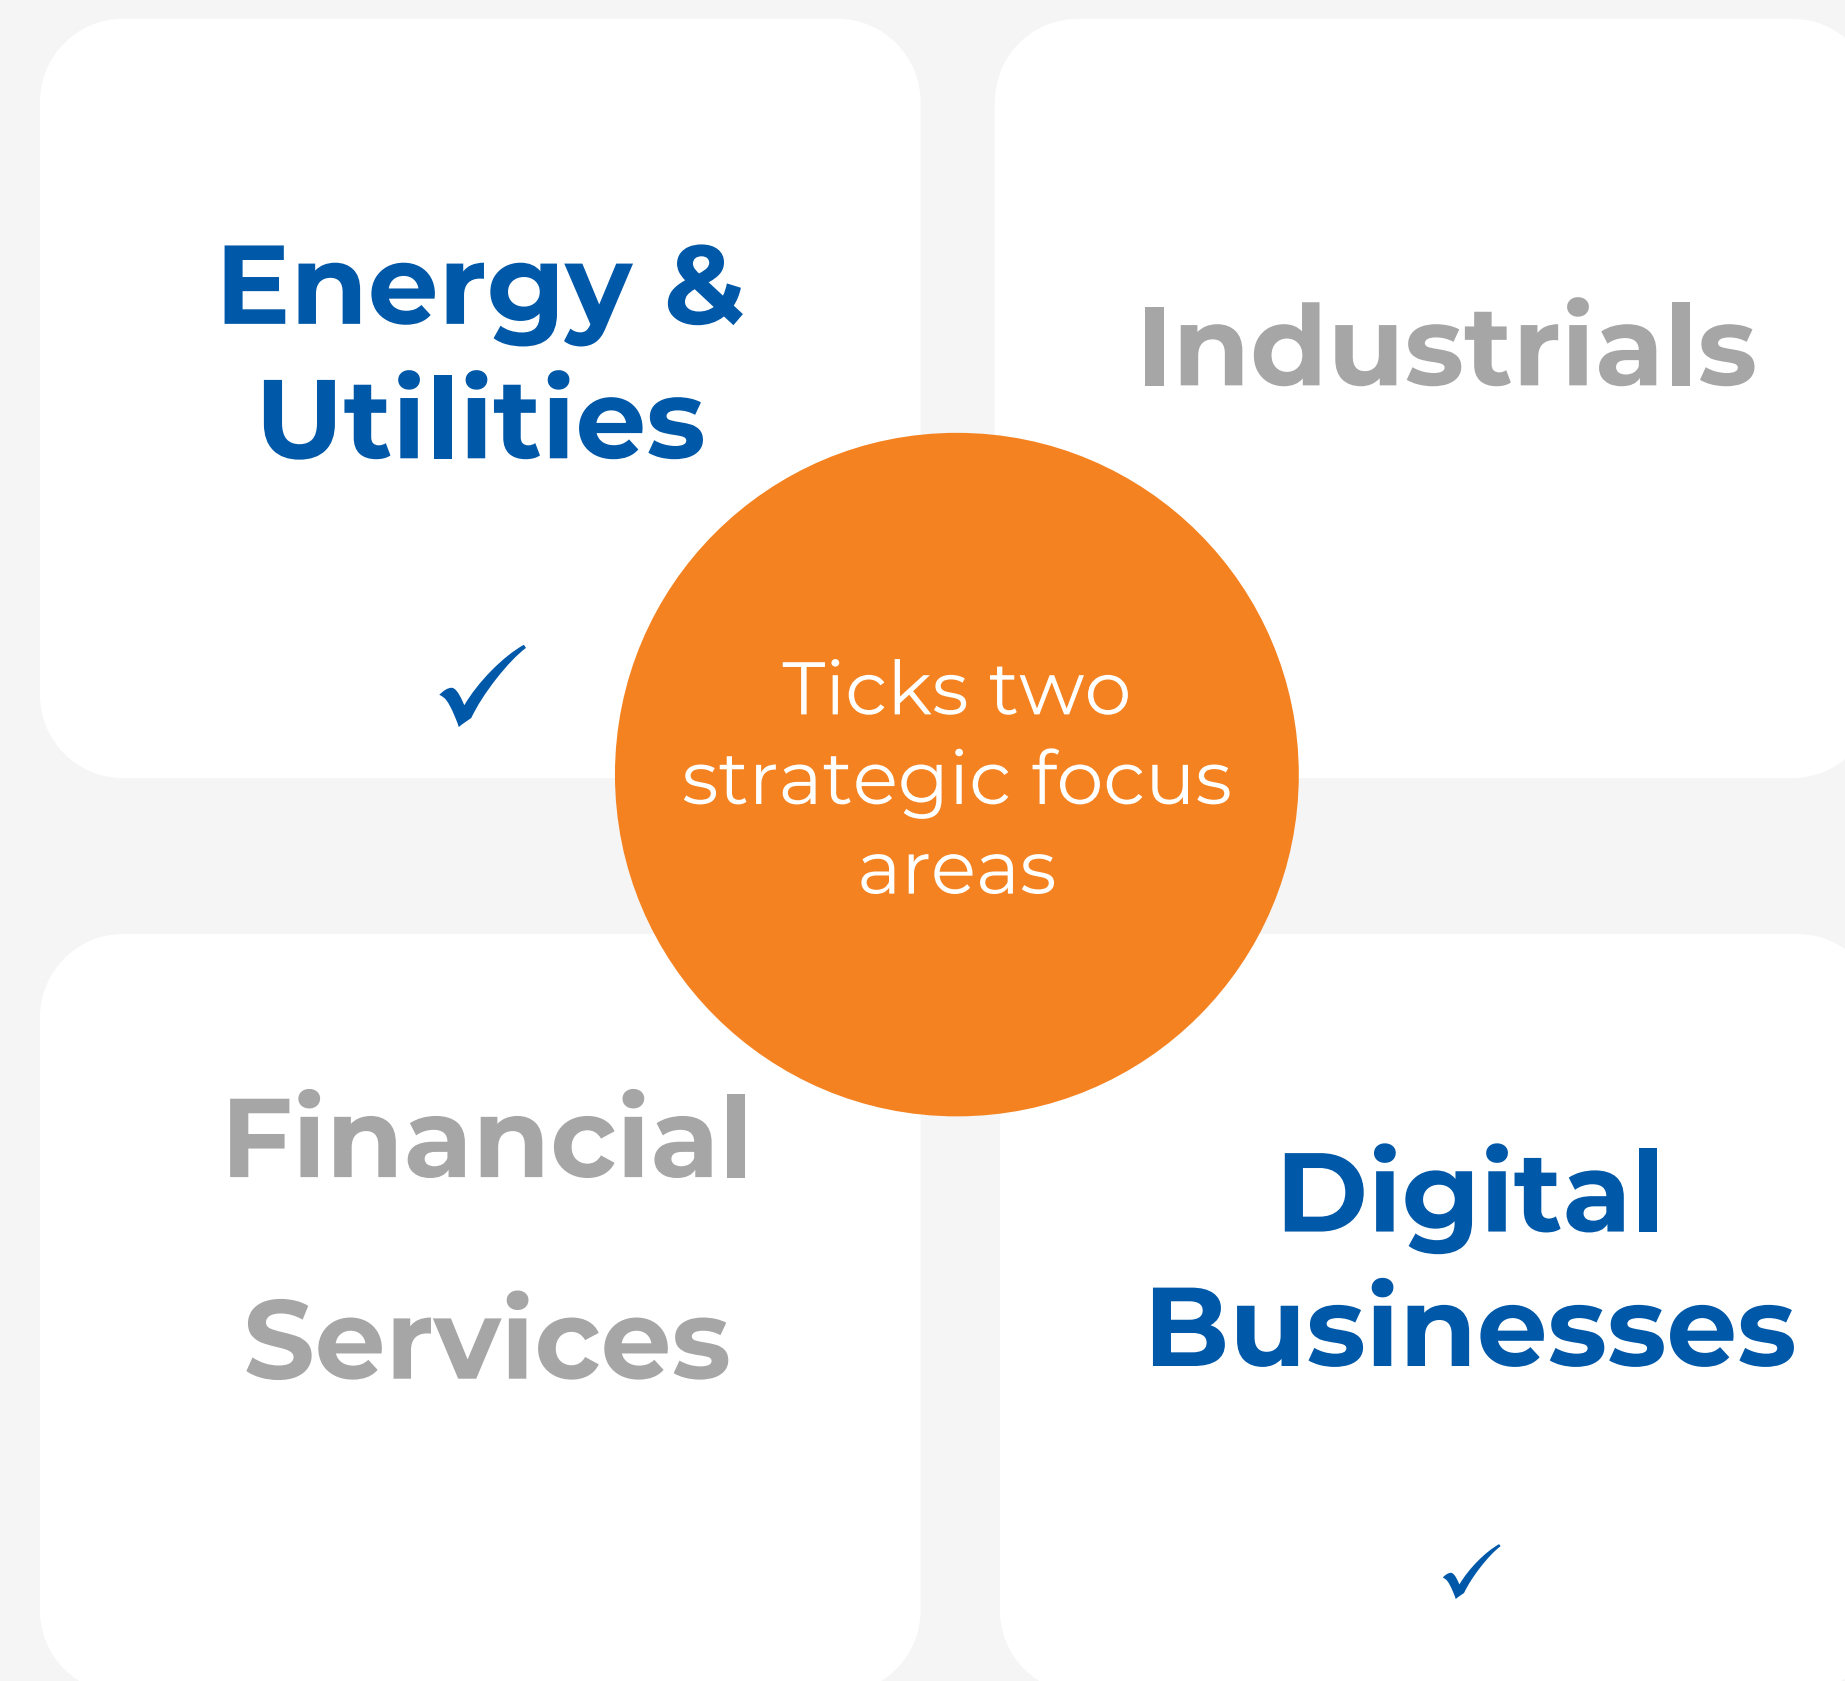 Energy &
Utilities
✓
Industrials
Ticks two
strategic focus
areas
Financial
Services
Digital
Businesses
✓